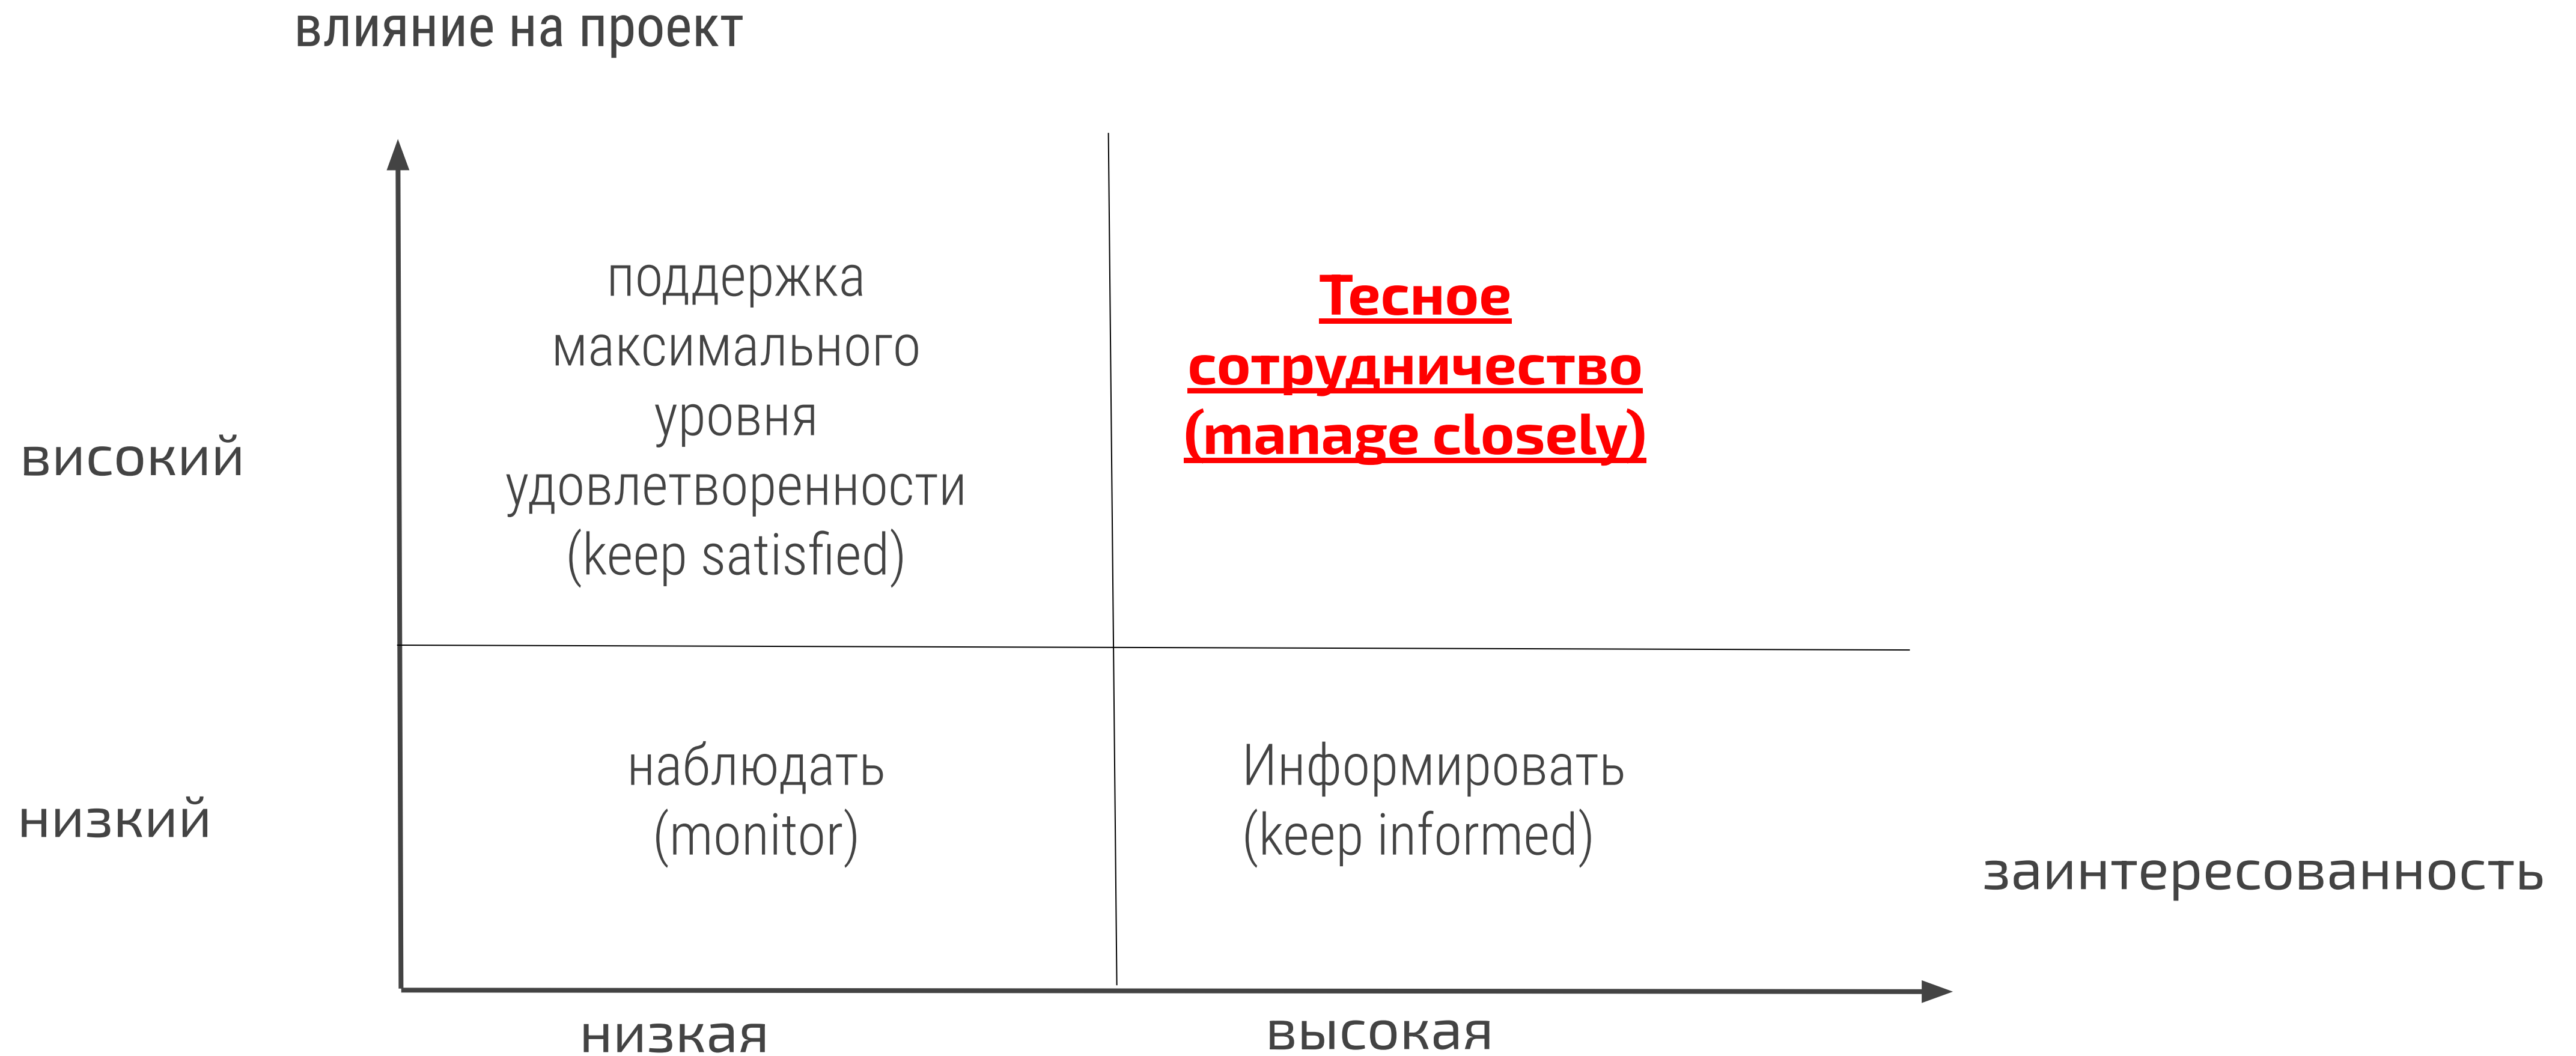 влияние на проект
поддержка
максимального
уровня
удовлетворенности
(keep satisfied)
Тесное
сотрудничество
(manage closely)
високий
наблюдать
(monitor)
Информировать
(keep informed)
низкий
заинтересованность
низкая
высокая